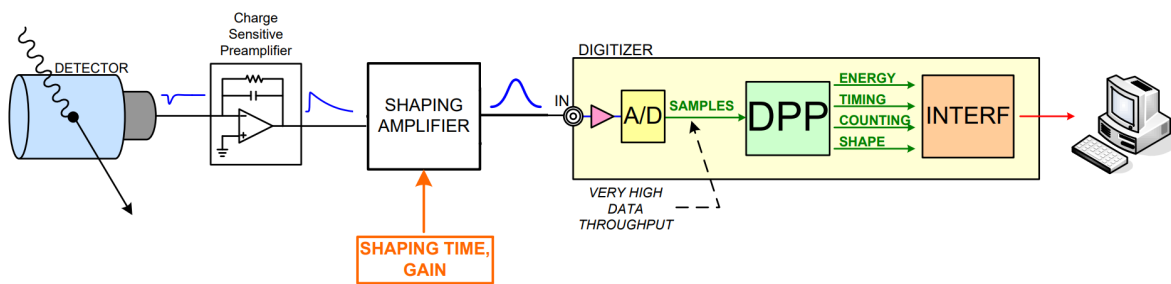 Charge
Sensitive
Preamplifier
DETECTOR
SHAPING
AMPLIFIER
SHAPING TIME,
GAIN
DIGITIZER
IN
A/D
SAMPLES
VERY HIGH
DATA
THROUGHPUT
DPP
ENERGY
TIMING
COUNTING
SHAPE
INTERF